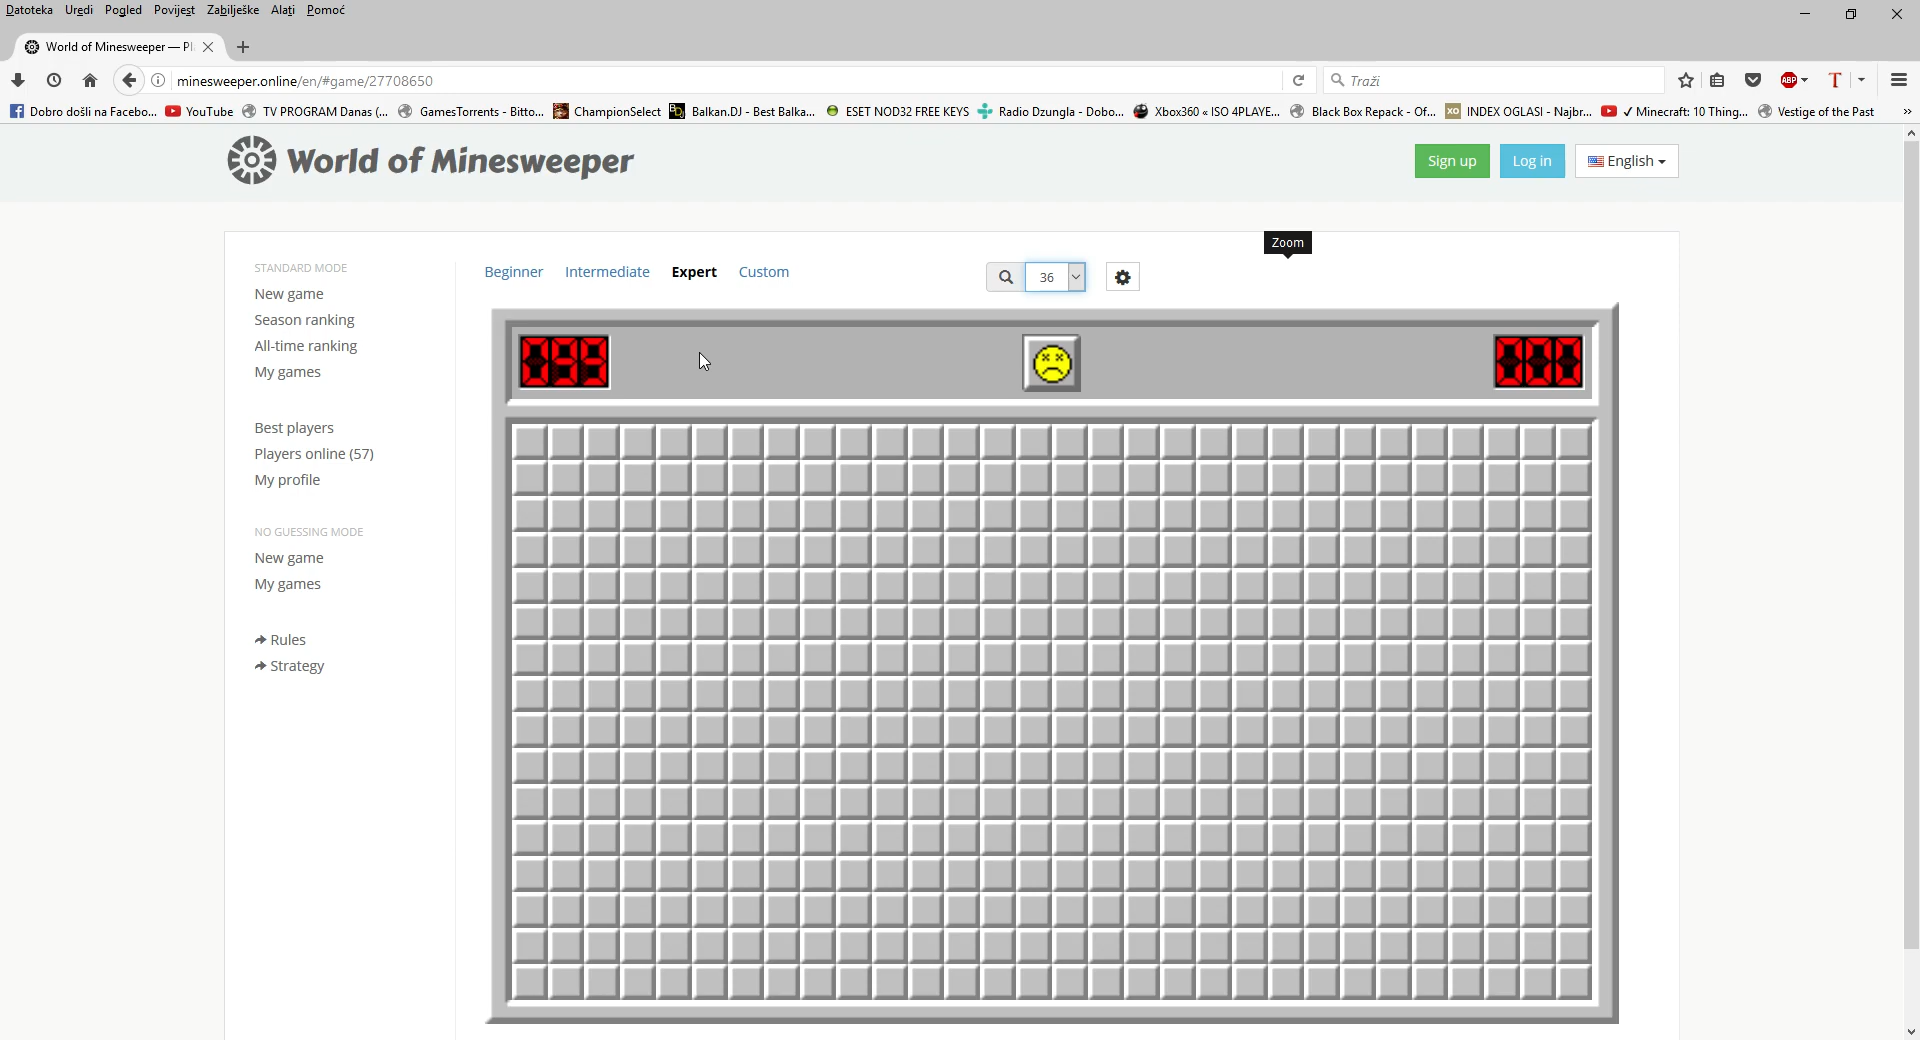 Datoteka Uredi Pogled Povijest Zabilješke Alati Pomoć
World of Minesweeper — Pl
minesweeper.online/en/#game/27708650
Traži
ABP
T
Dobro došli na Facebo... YouTube TV PROGRAM Danas (... GamesTorrents - Bitto... ChampionSelect Balkan.DJ - Best Balka... ESET NOD32 FREE KEYS Radio Dzungla - Dobo... Xbox360 « ISO 4PLAYE... Black Box Repack - Of... XO INDEX OGLASI - Najbr... ✓ Minecraft: 10 Thing... Vestige of the Past »
World of Minesweeper
Sign up
Log in
English
Zoom
STANDARD MODE
New game
Season ranking
All-time ranking
My games
Best players
Players online (57)
My profile
NO GUESSING MODE
New game
My games
Rules
Strategy
Beginner Intermediate Expert Custom
36